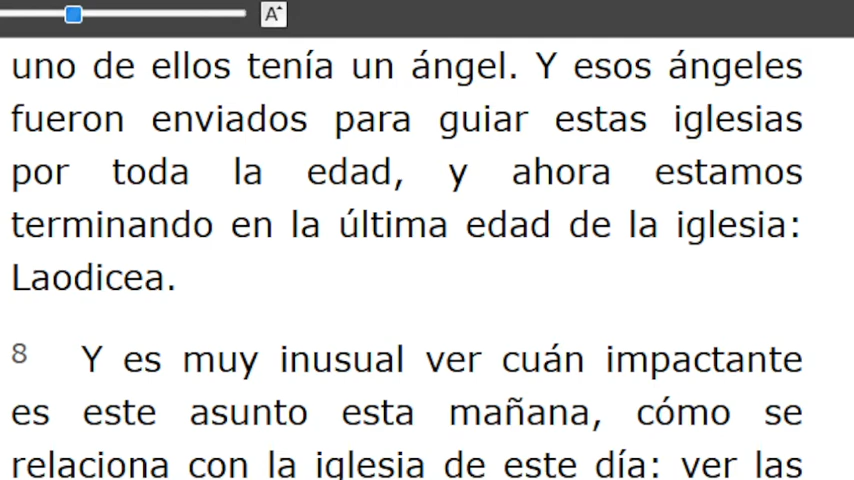 A
uno de ellos tenía un ángel. Y esos ángeles
fueron enviados para guiar estas iglesias
por toda la edad, y ahora estamos
terminando en la última edad de la iglesia:
Laodicea.
8 Y es muy inusual ver cuán impactante
es este asunto esta mañana, cómo se
relaciona con la iglesia de este día: ver las